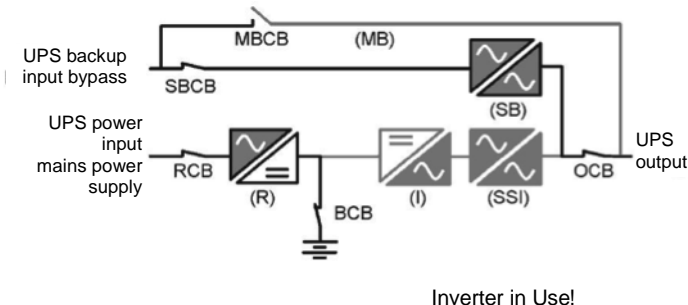 MBCB
(MB)
UPS backup
input bypass
SBCB
(SB)
UPS power
input
mains power
supply
RCB
(R)
BCB
(I)
(SSI)
OCB
UPS
output
Inverter in Use!